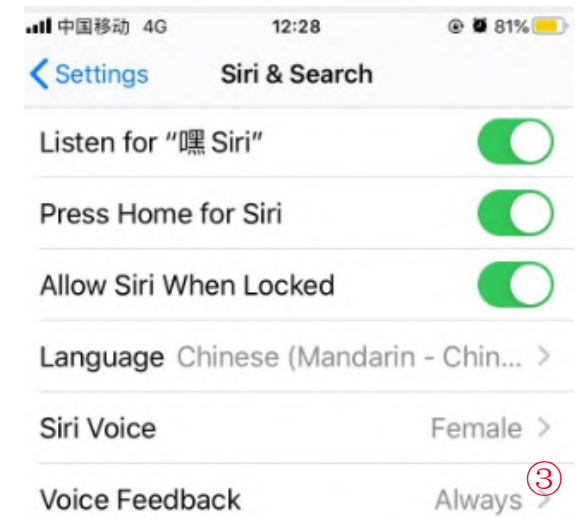 中国移动 4G 12:28 81%
Settings Siri & Search
Listen for “嘿 Siri”
Press Home for Siri
Allow Siri When Locked
Language Chinese (Mandarin - Chin...
Siri Voice Female
③
Voice Feedback Always